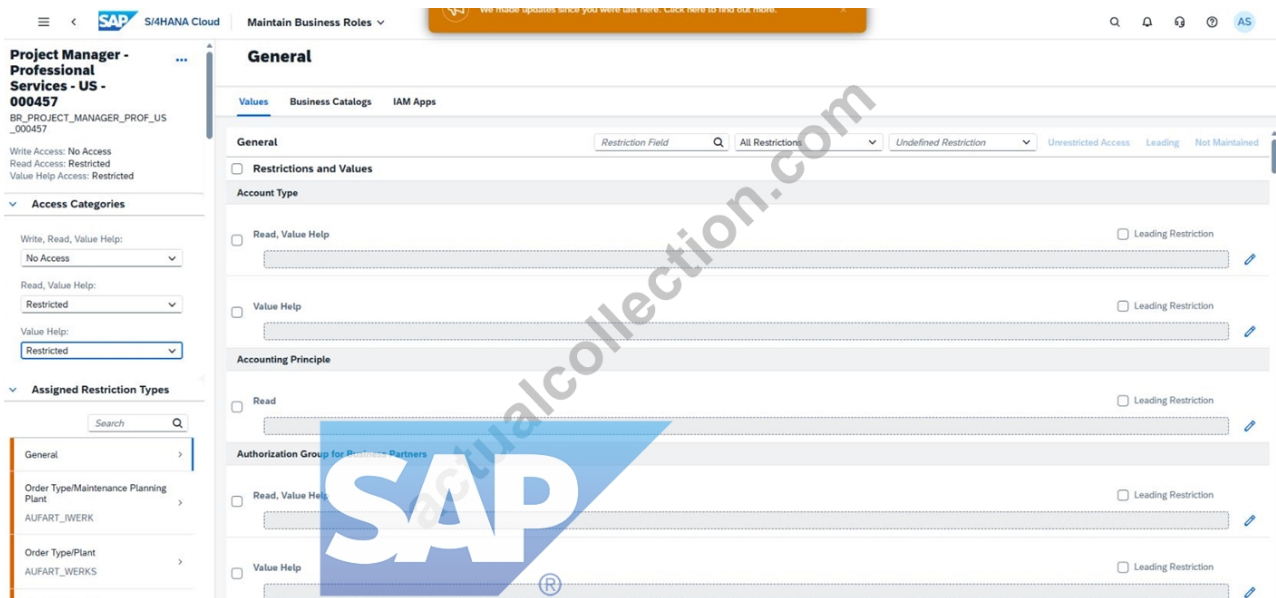 SAP S/4HANA Cloud Maintain Business Roles
We made updates since you were last here. Click here to find out more.
AS
Project Manager -
Professional
Services - US -
000457
BR_PROJECT_MANAGER_PROF_US
_000457
Write Access: No Access
Read Access: Restricted
Value Help Access: Restricted
Access Categories
Write, Read, Value Help:
No Access
Read, Value Help:
Restricted
Value Help:
Restricted
Assigned Restriction Types
Search
General
Order Type/Maintenance Planning
Plant
AUFART_IWERK
Order Type/Plant
AUFART_WERKS
General
Values Business Catalogs IAM Apps
General Restriction Field All Restrictions Undefined Restriction Unrestricted Access Leading Not Maintained
Restrictions and Values
Account Type
Read, Value Help Leading Restriction
Value Help Leading Restriction
Accounting Principle
Read Leading Restriction
Authorization Group for Business Partners
Read, Value Help Leading Restriction
Value Help Leading Restriction
actualcollection.com
SAP ®